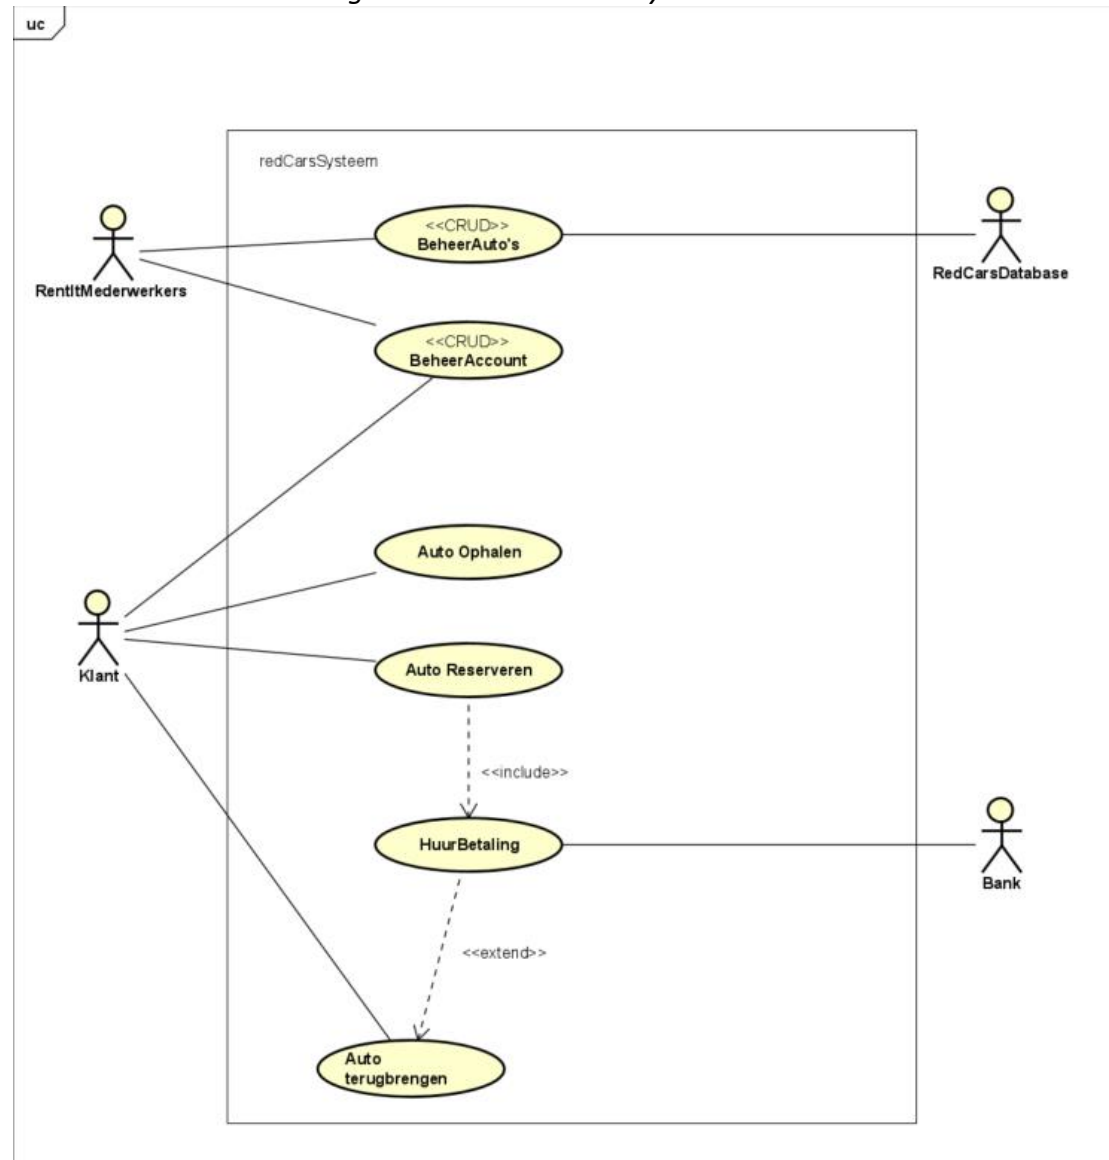 uc
redCarsSysteem
<<CRUD>>
BeheerAuto's
RentItMederwerkers
RedCarsDatabase
<<CRUD>>
BeheerAccount
Auto Ophalen
Klant
Auto Reserveren
<<include>>
HuurBetaling
Bank
<<extend>>
Auto
terugbrengen